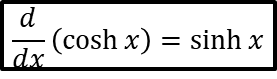 d/dx (cosh x) = sinh x